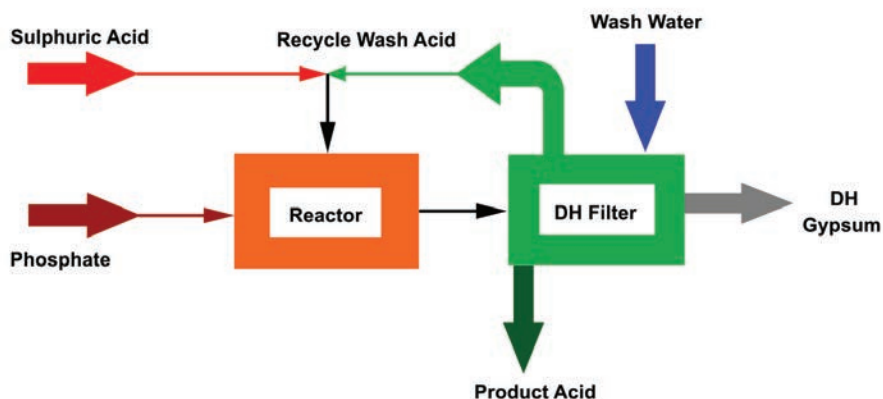 Wash Water
Sulphuric Acid
Recycle Wash Acid
Reactor
DH Filter
DH
Gypsum
Phosphate
Product Acid